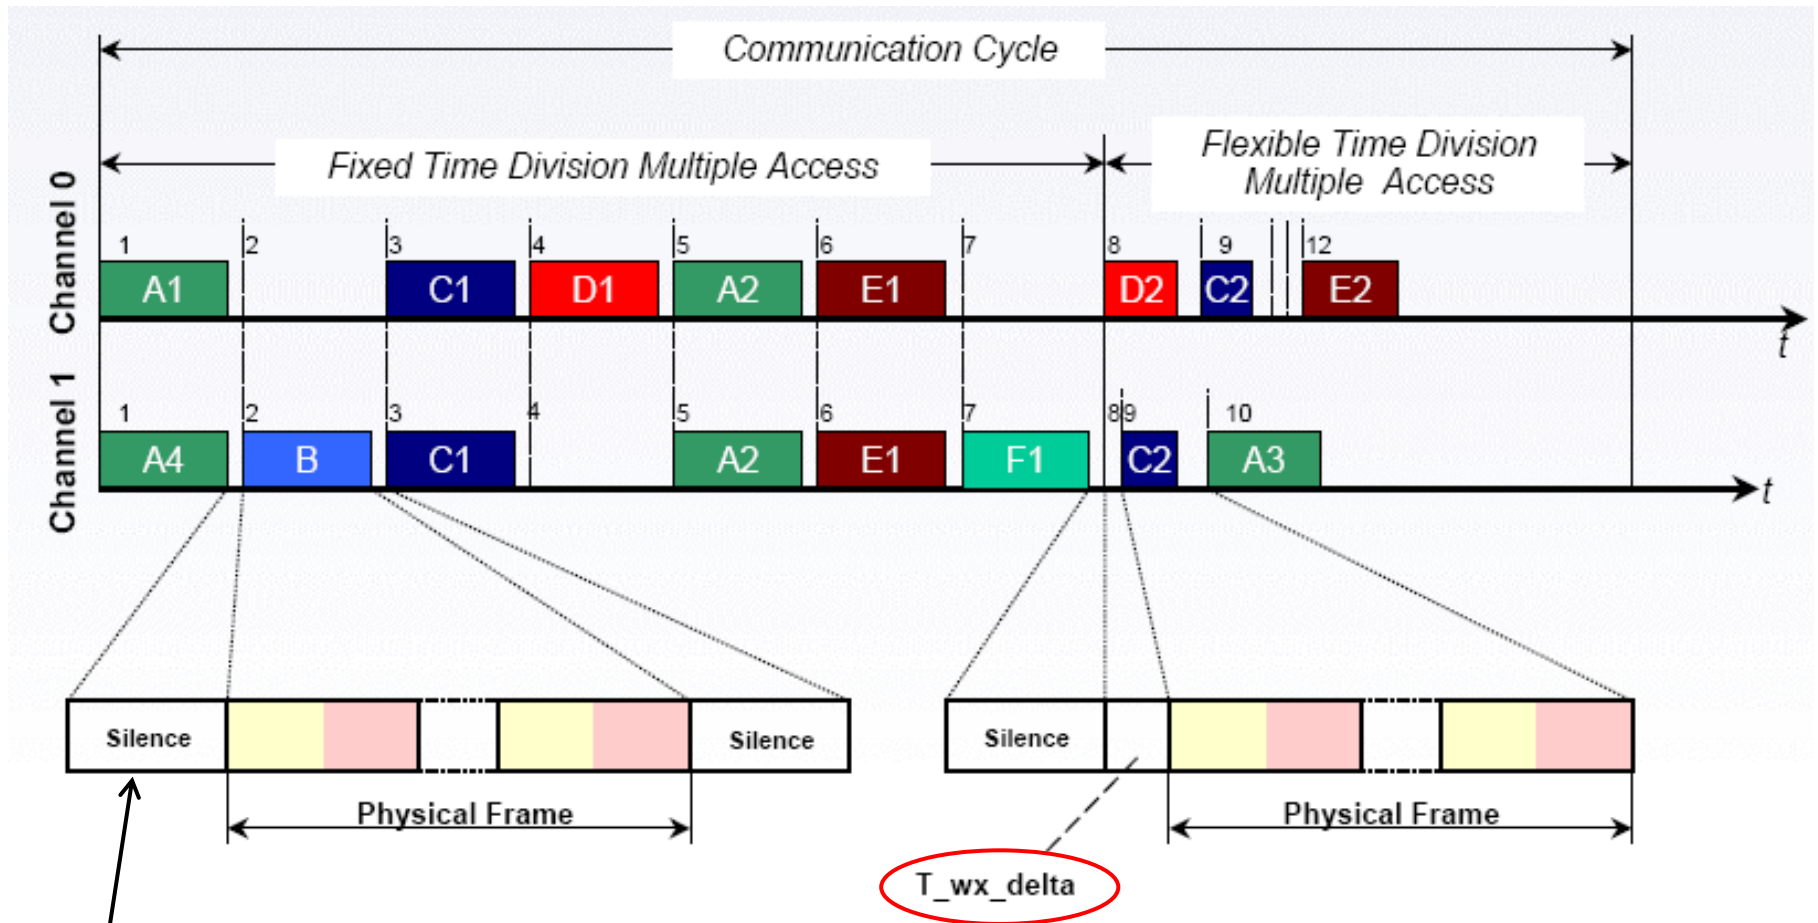 Communication Cycle
Fixed Time Division Multiple Access
Flexible Time Division
Multiple Access
Channel 0
1 2 3 4 5 6 7 8 9 12
A1 C1 D1 A2 E1 D2 C2 E2
t
Channel 1
1 2 3 4 5 6 7 8 9 10
A4 B C1 A2 E1 F1 C2 A3
t
Silence Silence Silence
Physical Frame Physical Frame
T_wx_delta